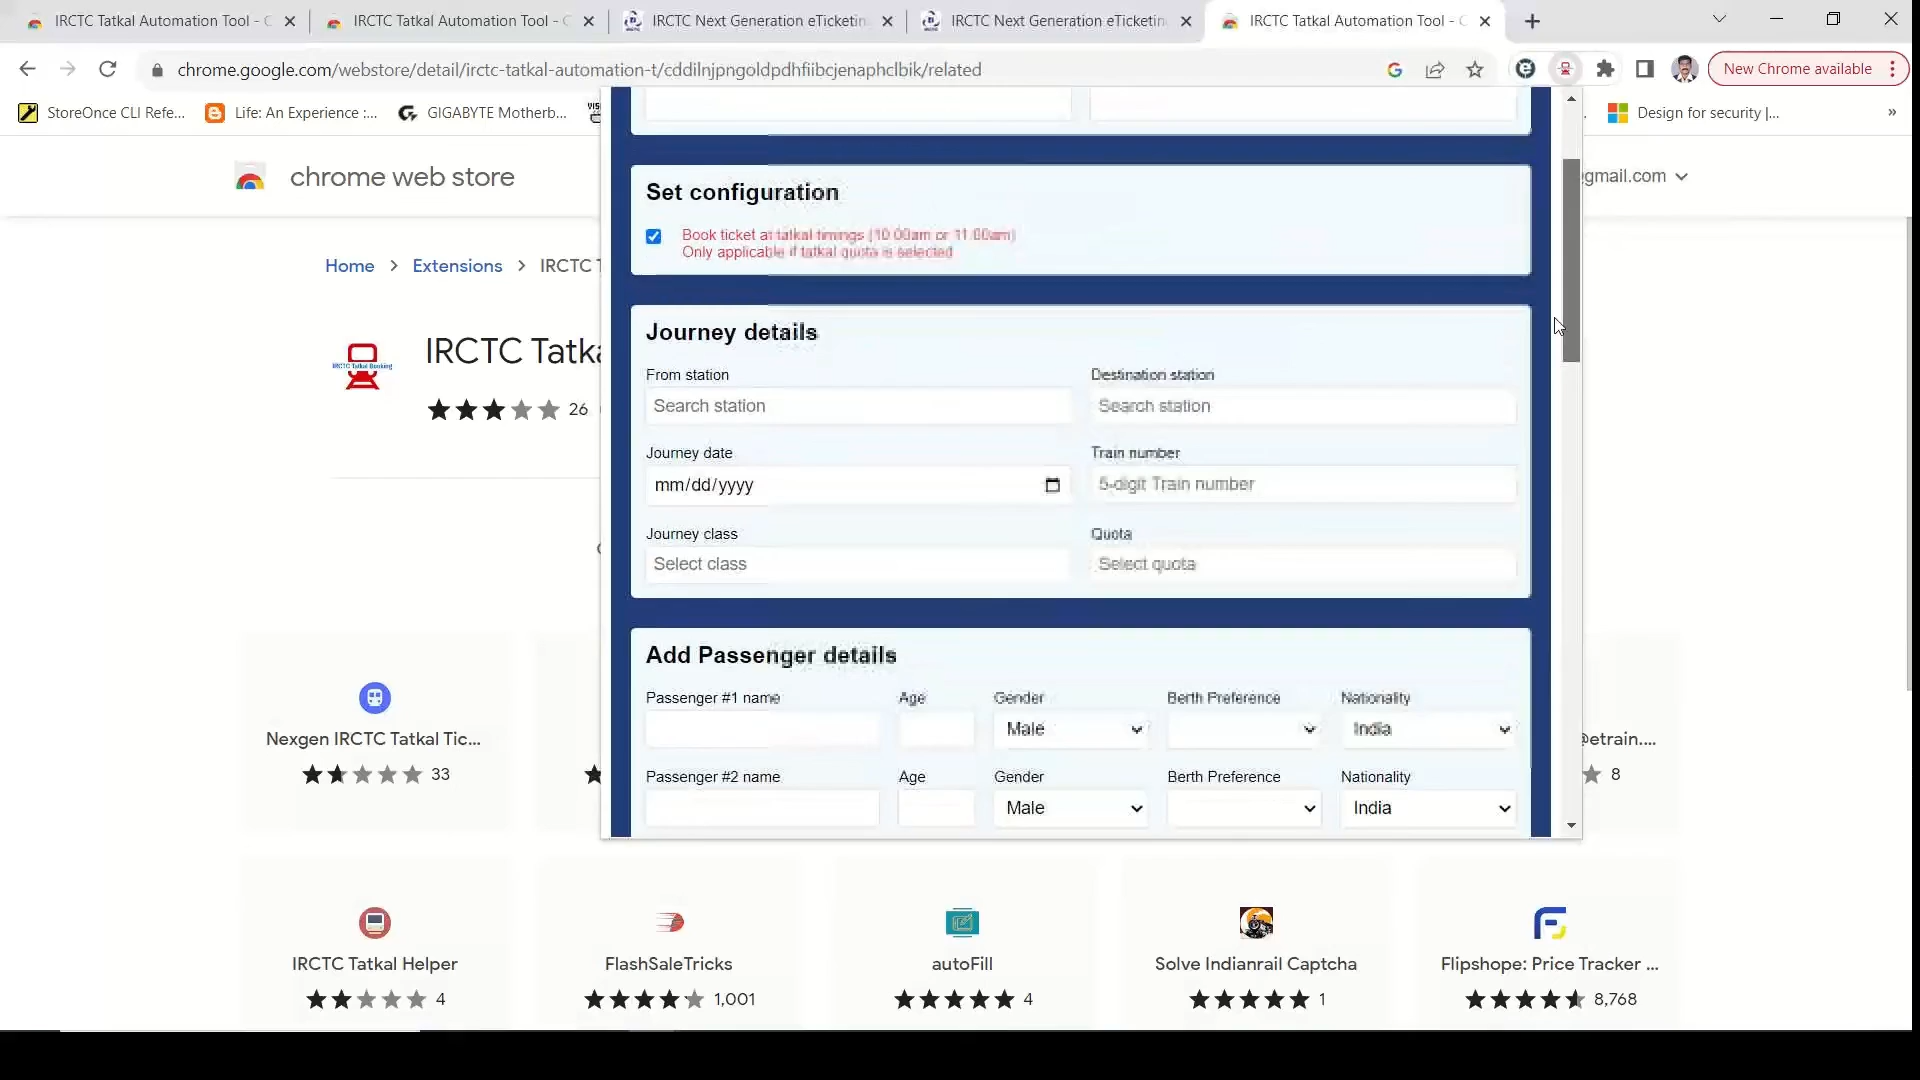 IRCTC Tatkal Automation Tool - C
IRCTC Tatkal Automation Tool - C
IRCTC Next Generation eTicketin
IRCTC Next Generation eTicketin
IRCTC Tatkal Automation Tool - C
chrome.google.com/webstore/detail/irctc-tatkal-automation-t/cddilnjpngoldpdhfiibcjenaphclbik/related
New Chrome available
StoreOnce CLI Refe...
Life: An Experience :...
GIGABYTE Motherb...
Design for security |...
»
chrome web store
gmail.com
Home > Extensions > IRCTC T
IRCTC Tatka
26
Set configuration
Book ticket at tatkal timings (10:00am or 11:00am)
Only applicable if tatkal quota is selected
Journey details
From station
Destination station
Search station
Search station
Journey date
Train number
mm/dd/yyyy
5-digit Train number
Journey class
Quota
Select class
Select quota
Add Passenger details
Passenger #1 name
Age
Gender
Berth Preference
Nationality
Male
India
Passenger #2 name
Age
Gender
Berth Preference
Nationality
Male
India
Nexgen IRCTC Tatkal Tic...
33
@etrain....
8
IRCTC Tatkal Helper
4
FlashSaleTricks
1,001
autoFill
4
Solve Indianrail Captcha
1
Flipshope: Price Tracker ...
8,768